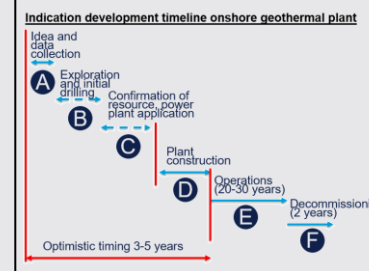 Indication development timeline onshore geothermal plant
Idea and
data
collection
A
Exploration
and initial
drilling
B
Confirmation of
resource, power
plant application
C
Plant
construction
D
Operations
(20-30 years)
E
Decommissioni
(2 years)
F
Optimistic timing 3-5 years